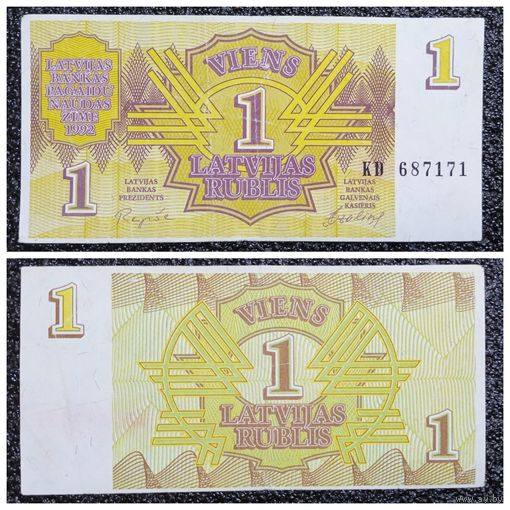 LATVIJAS
BANKAS
PAGAIDU
NAUDAS
ZĪME
1992
VIENS
1
LATVIJAS
RUBLIS
1
KD 687171
1
LATVIJAS
BANKAS
PREZIDENTS
LATVIJAS
BANKAS
GALVENAIS
KASIERIS
1
VIENS
1
LATVIJAS
RUBLIS
1